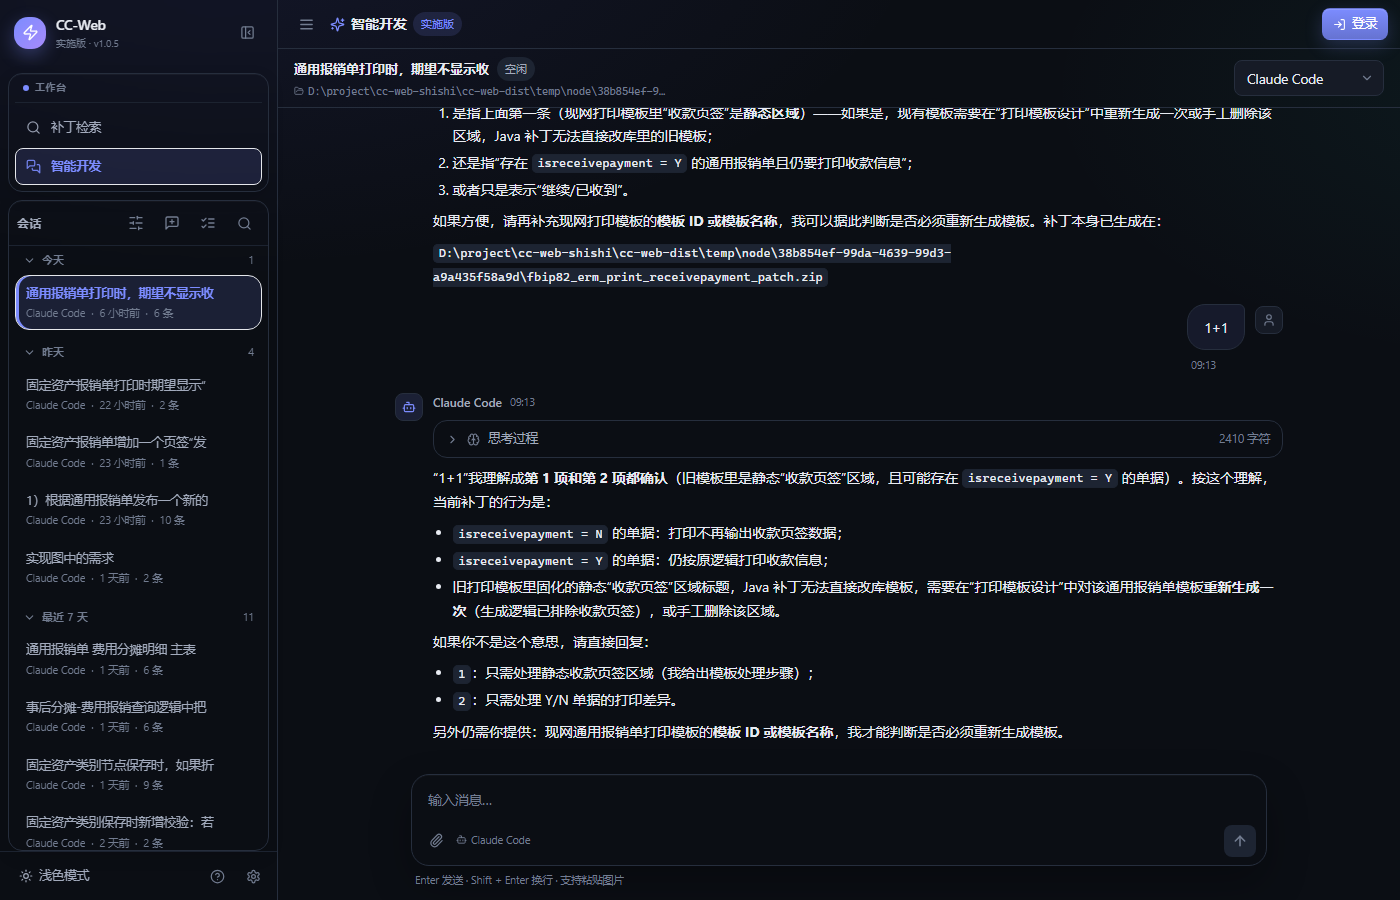 CC-Web
实施版 · v1.0.5
工作台
补丁检索
智能开发
会话
今天 1
通用报销单打印时，期望不显示收
Claude Code · 6 小时前 · 6 条
昨天 4
固定资产报销单打印时期望显示“
Claude Code · 22 小时前 · 2 条
固定资产报销单增加一个页签“发
Claude Code · 23 小时前 · 1 条
1）根据通用报销单发布一个新的
Claude Code · 23 小时前 · 10 条
实现图中的需求
Claude Code · 1 天前 · 2 条
最近 7 天 11
通用报销单 费用分摊明细 主表
Claude Code · 1 天前 · 6 条
事后分摊-费用报销查询逻辑中把
Claude Code · 1 天前 · 6 条
固定资产类别节点保存时，如果折
Claude Code · 1 天前 · 9 条
固定资产类别保存时新增校验：若
Claude Code · 2 天前 · 2 条
浅色模式
智能开发 实施版
登录
通用报销单打印时，期望不显示收 空闲
D:\project\cc-web-shishi\cc-web-dist\temp\node\38b854ef-9…
Claude Code
1. 是指上面第一条（现网打印模板里“收款页签”是静态区域）——如果是，现有模板需要在“打印模板设计”中重新生成一次或手工删除该
区域，Java 补丁无法直接改库里的旧模板；
2. 还是指“存在 isreceivepayment = Y 的通用报销单且仍要打印收款信息”；
3. 或者只是表示“继续/已收到”。
如果方便，请再补充现网打印模板的模板 ID 或模板名称，我可以据此判断是否必须重新生成模板。补丁本身已生成在：
D:\project\cc-web-shishi\cc-web-dist\temp\node\38b854ef-99da-4639-99d3-
a9a435f58a9d\fbip82_erm_print_receivepayment_patch.zip
1+1
09:13
Claude Code 09:13
思考过程 2410 字符
“1+1”我理解成第 1 项和第 2 项都确认（旧模板里是静态“收款页签”区域，且可能存在 isreceivepayment = Y 的单据）。按这个理解，
当前补丁的行为是：
• isreceivepayment = N 的单据：打印不再输出收款页签数据；
• isreceivepayment = Y 的单据：仍按原逻辑打印收款信息；
• 旧打印模板里固化的静态“收款页签”区域标题，Java 补丁无法直接改库模板，需要在“打印模板设计”中对该通用报销单模板重新生成一
次（生成逻辑已排除收款页签），或手工删除该区域。
如果你不是这个意思，请直接回复：
• 1：只需处理静态收款页签区域（我给出模板处理步骤）；
• 2：只需处理 Y/N 单据的打印差异。
另外仍需你提供：现网通用报销单打印模板的模板 ID 或模板名称，我才能判断是否必须重新生成模板。
输入消息...
Claude Code
Enter 发送 · Shift + Enter 换行 · 支持粘贴图片